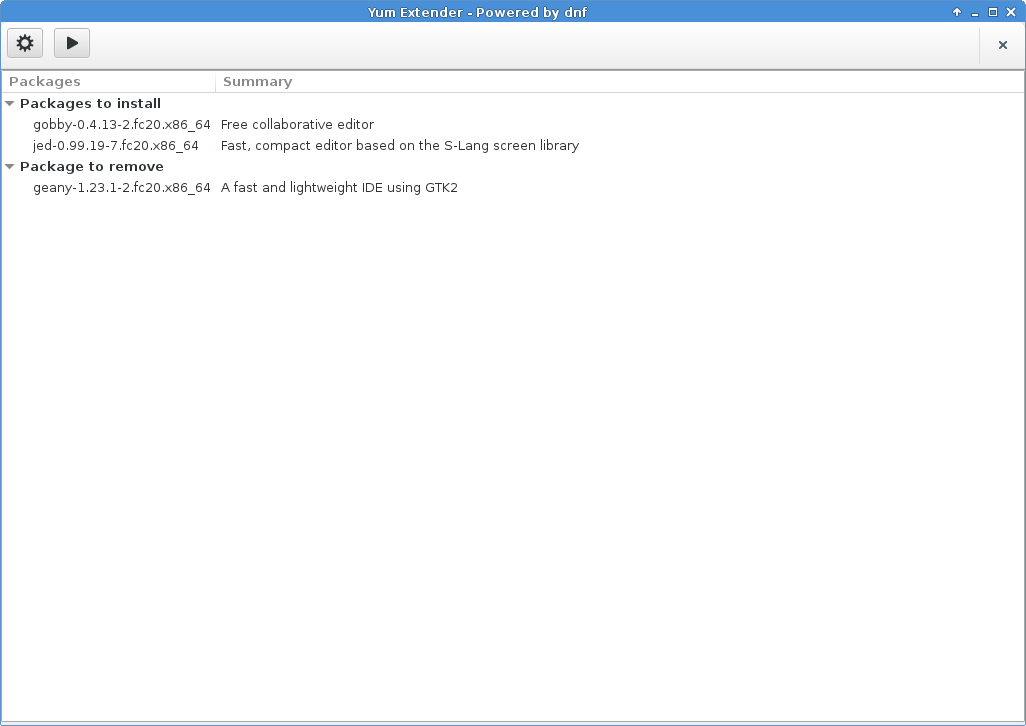 Yum Extender - Powered by dnf
Packages Summary
Packages to install
gobby-0.4.13-2.fc20.x86_64 Free collaborative editor
jed-0.99.19-7.fc20.x86_64 Fast, compact editor based on the S-Lang screen library
Package to remove
geany-1.23.1-2.fc20.x86_64 A fast and lightweight IDE using GTK2